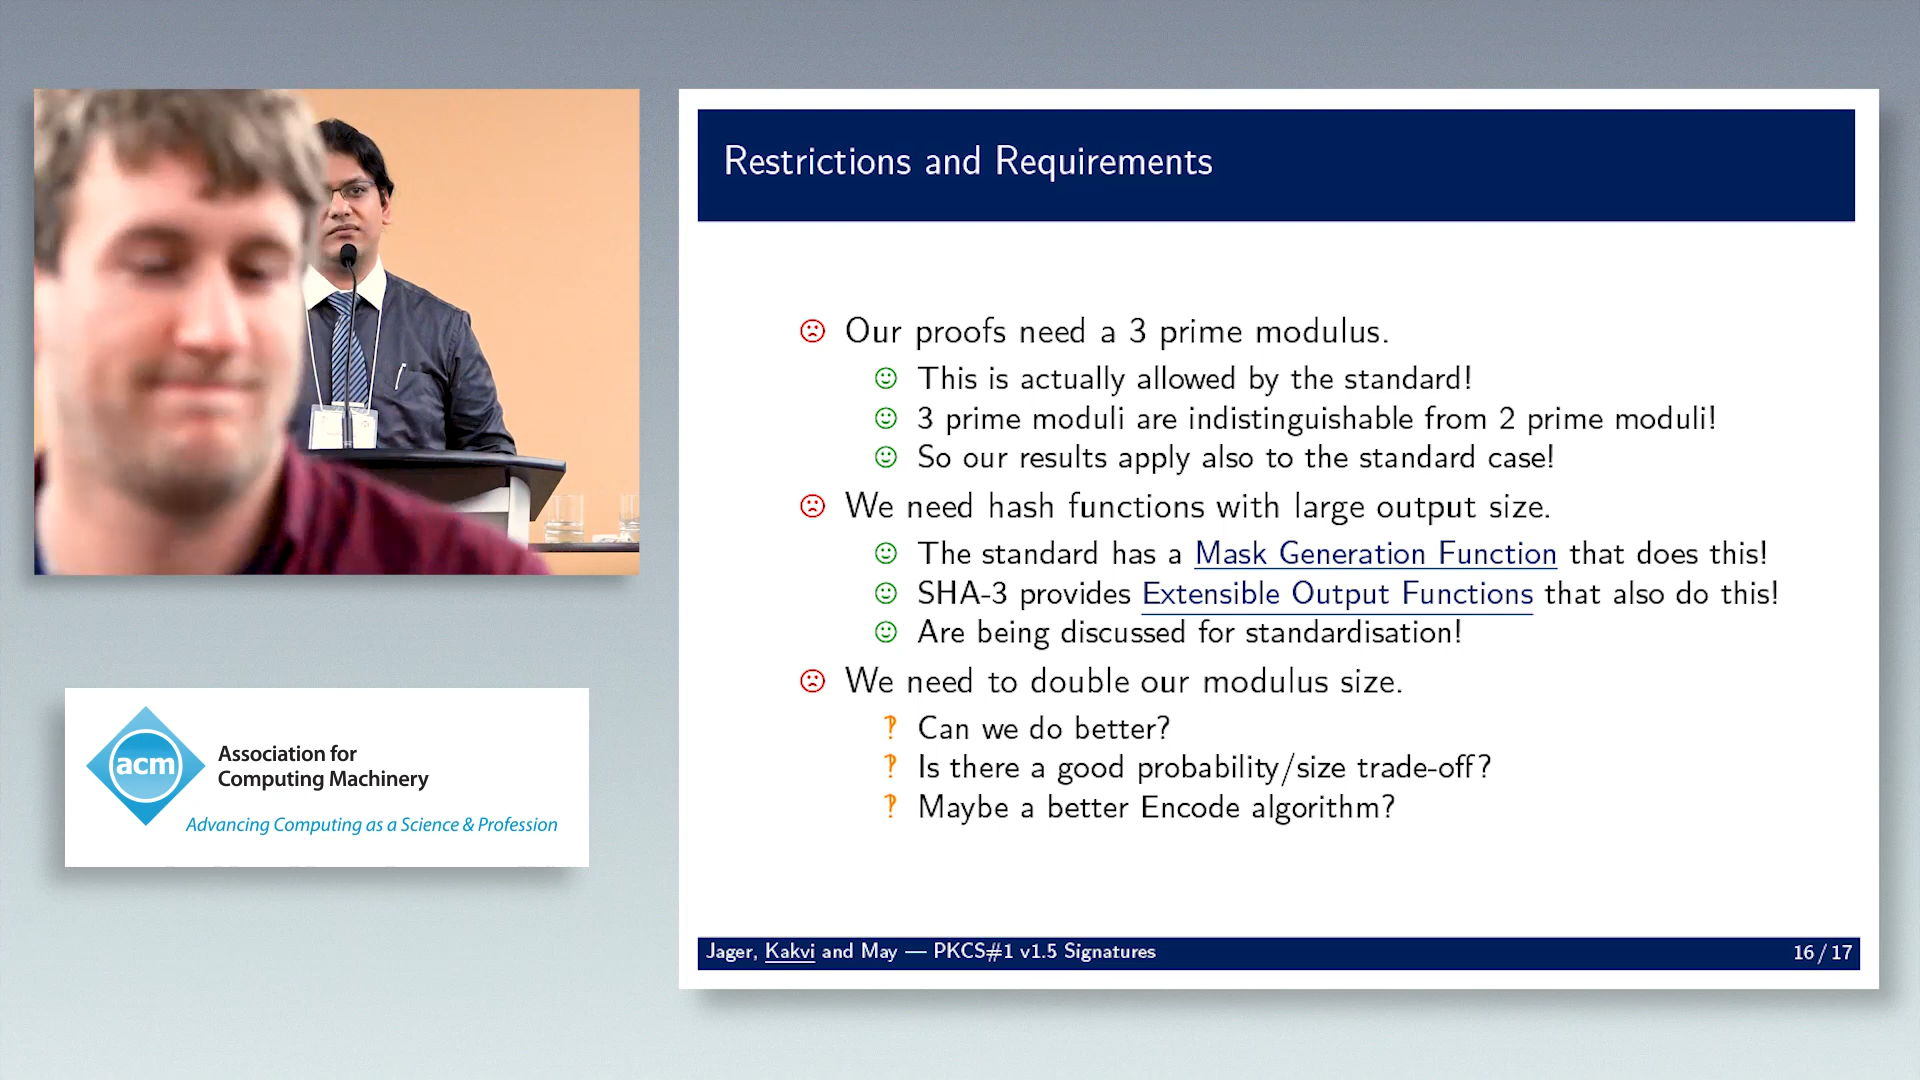 Restrictions and Requirements
Our proofs need a 3 prime modulus.
This is actually allowed by the standard!
3 prime moduli are indistinguishable from 2 prime moduli!
So our results apply also to the standard case!
We need hash functions with large output size.
The standard has a Mask Generation Function that does this!
SHA-3 provides Extensible Output Functions that also do this!
Are being discussed for standardisation!
We need to double our modulus size.
‽ Can we do better?
‽ Is there a good probability/size trade-off?
‽ Maybe a better Encode algorithm?
Jager, Kakvi and May — PKCS#1 v1.5 Signatures
16 / 17
acm
Association for
Computing Machinery
Advancing Computing as a Science & Profession